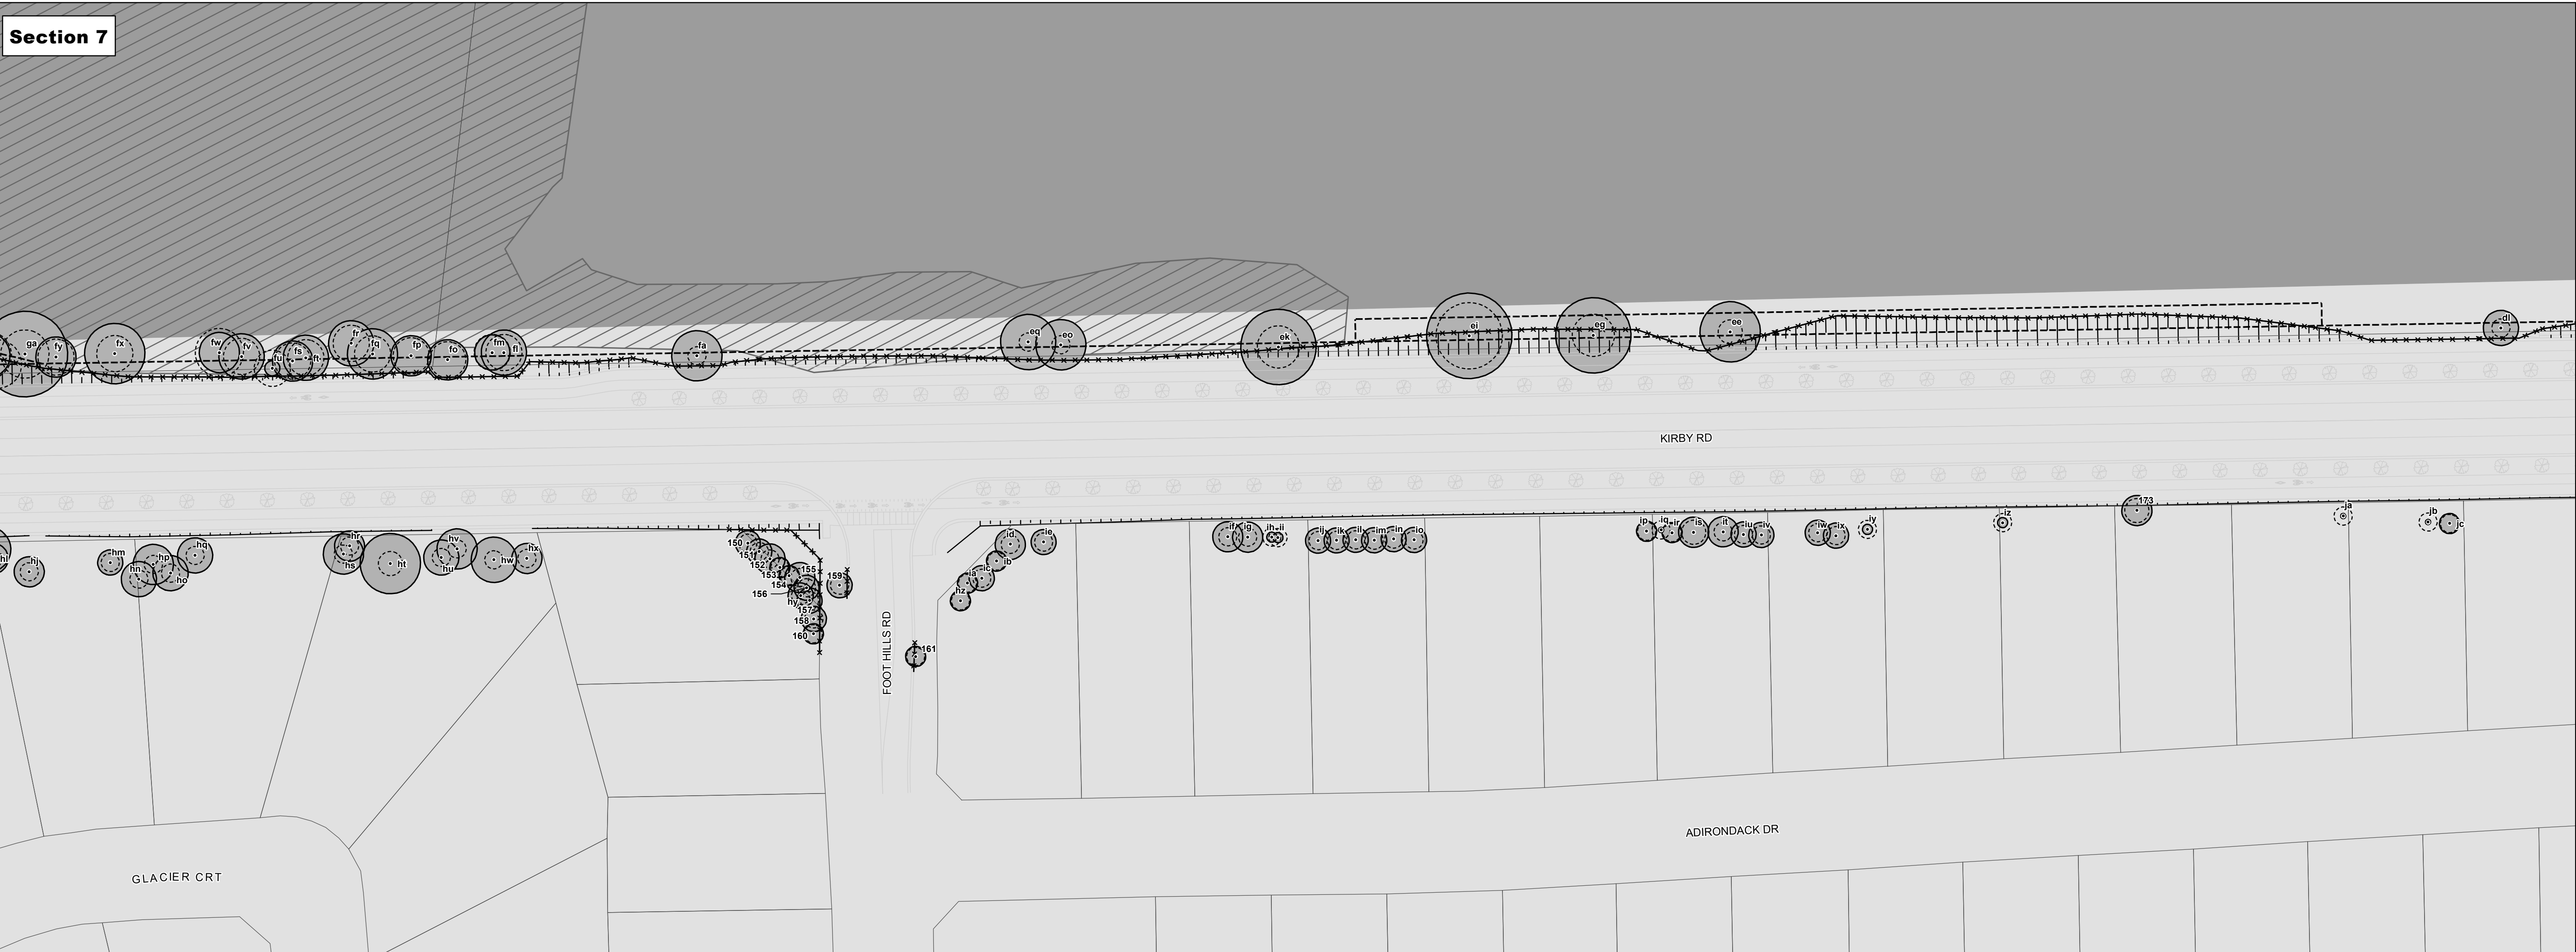 Section 7
ga
fy
fx
fw
fv
fu
fs
ft
fr
fq
fp
fo
fm
fl
fa
eq
eo
ek
ei
eg
ee
dl
KIRBY RD
hl
hj
hm
hn
hp
ho
hq
hr
hs
ht
hv
hu
hw
hx
150
151
152
153
154
155
156
hy
157
158
160
159
161
FOOT HILLS RD
hz
ia
ic
ib
id
ie
if
ig
ih
ii
ij
ik
il
im
in
io
ip
iq
ir
is
it
iu
iv
iw
ix
iy
iz
173
ja
jb
jc
ADIRONDACK DR
GLACIER CRT